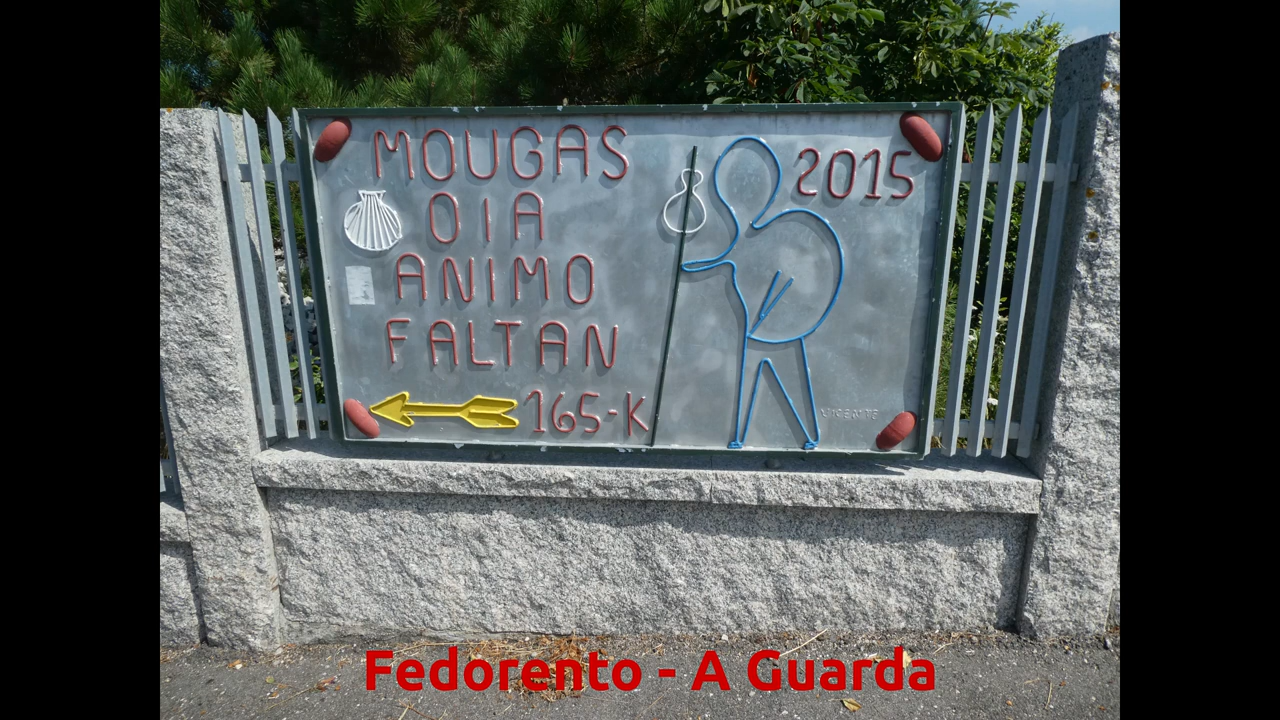 MOUGAS
OIA
ANIMO
FALTAN
165-K
2015
VICENTE
Fedorento - A Guarda